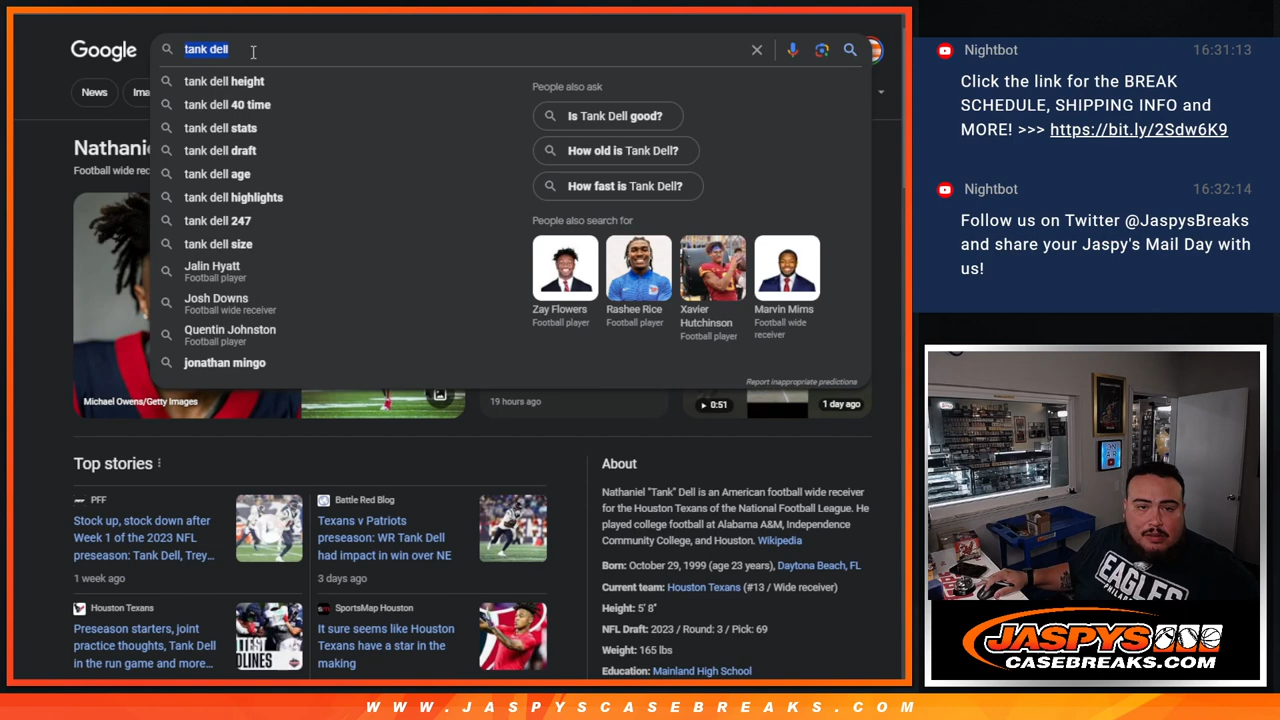 Google
tank dell
News
Ima
tank dell height
tank dell 40 time
tank dell stats
tank dell draft
tank dell age
tank dell highlights
tank dell 247
tank dell size
Jalin Hyatt
Football player
Josh Downs
Football wide receiver
Quentin Johnston
Football player
jonathan mingo
People also ask
Is Tank Dell good?
How old is Tank Dell?
How fast is Tank Dell?
People also search for
Zay Flowers
Football player
Rashee Rice
Football player
Xavier
Hutchinson
Football player
Marvin Mims
Football wide
receiver
Report inappropriate predictions
Nathanie
Football wide rec
Michael Owens/Getty Images
19 hours ago
0:51
1 day ago
Top stories
PFF
Stock up, stock down after
Week 1 of the 2023 NFL
preseason: Tank Dell, Trey...
1 week ago
Battle Red Blog
Texans v Patriots
preseason: WR Tank Dell
had impact in win over NE
3 days ago
Houston Texans
Preseason starters, joint
practice thoughts, Tank Dell
in the run game and more...
SportsMap Houston
It sure seems like Houston
Texans have a star in the
making
About
Nathaniel "Tank" Dell is an American football wide receiver
for the Houston Texans of the National Football League. He
played college football at Alabama A&M, Independence
Community College, and Houston. Wikipedia
Born: October 29, 1999 (age 23 years), Daytona Beach, FL
Current team: Houston Texans (#13 / Wide receiver)
Height: 5′ 8″
NFL Draft: 2023 / Round: 3 / Pick: 69
Weight: 165 lbs
Education: Mainland High School
Nightbot 16:31:13
Click the link for the BREAK
SCHEDULE, SHIPPING INFO and
MORE! >>> https://bit.ly/2Sdw6K9
Nightbot 16:32:14
Follow us on Twitter @JaspysBreaks
and share your Jaspy's Mail Day with
us!
EAGLES
JASPYS
CASEBREAKS.COM
WWW.JASPYSCASEBREAKS.COM